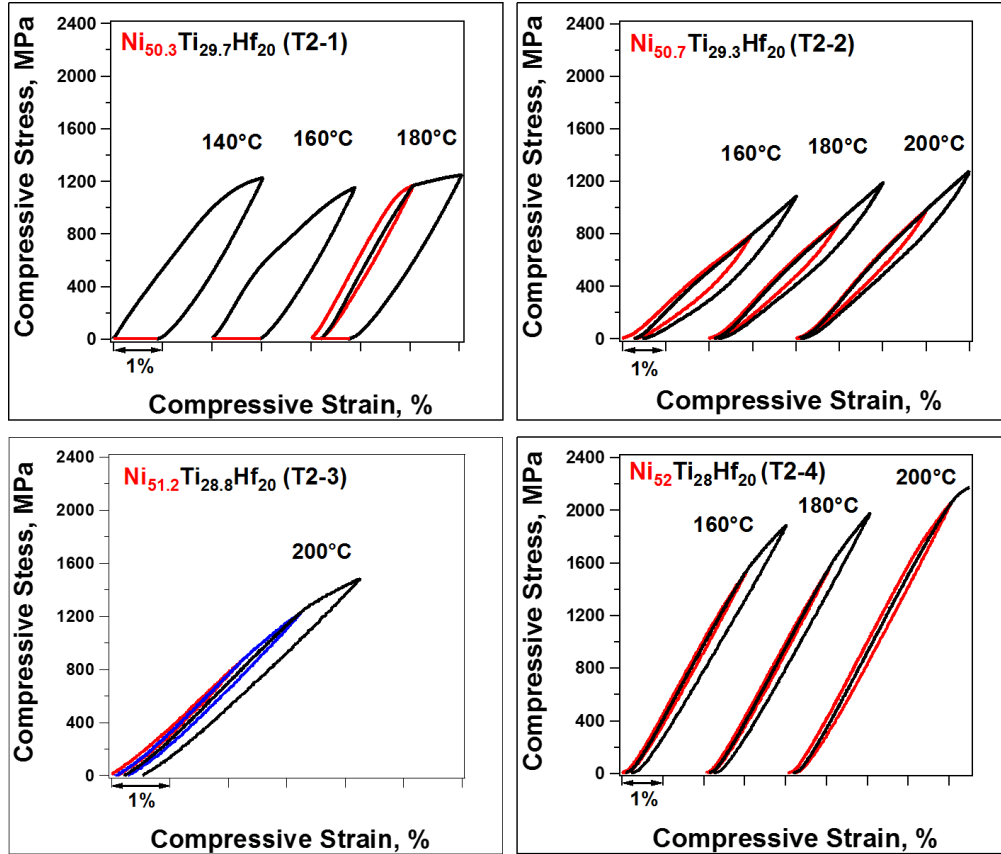 Compressive Stress, MPa
2400
2000
1600
1200
800
400
0
Ni50.3Ti29.7Hf20 (T2-1)
140°C
160°C
180°C
1%
Compressive Strain, %
Compressive Stress, MPa
2400
2000
1600
1200
800
400
0
Ni50.7Ti29.3Hf20 (T2-2)
160°C
180°C
200°C
1%
Compressive Strain, %
Compressive Stess, MPa
2400
2000
1600
1200
800
400
0
Ni51.2Ti28.8Hf20 (T2-3)
200°C
1%
Compressive Strain, %
Compressive Stress, MPa
2400
2000
1600
1200
800
400
0
Ni52Ti28Hf20 (T2-4)
160°C
180°C
200°C
1%
Compressive Strain, %